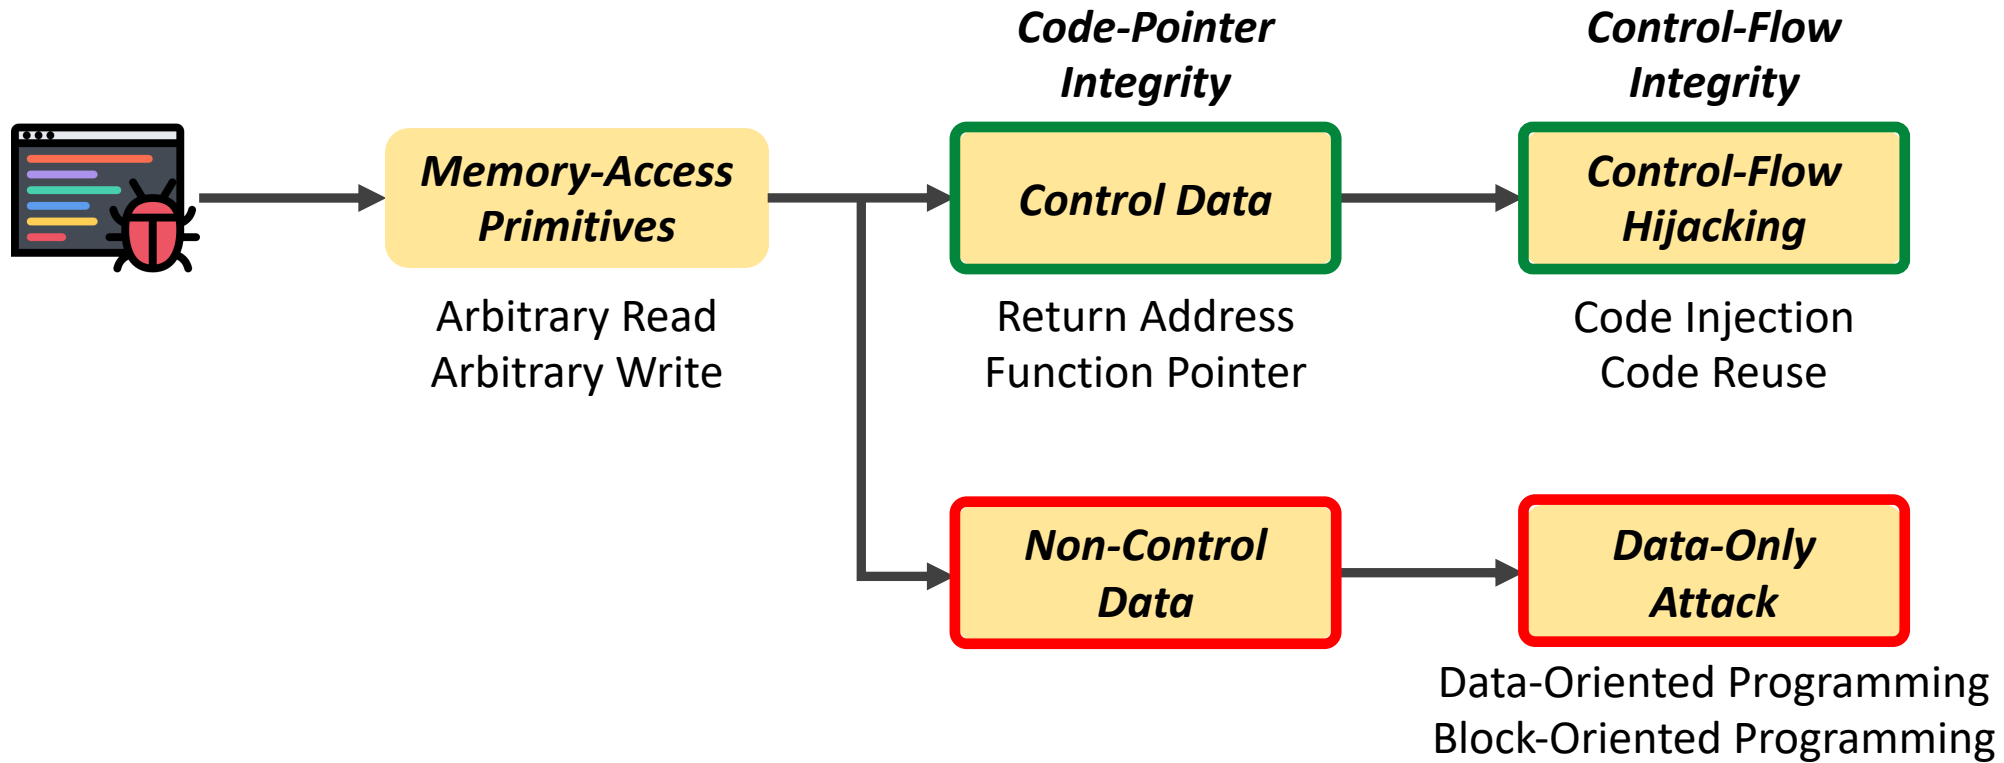 Code-Pointer
Integrity
Control-Flow
Integrity
Memory-Access
Primitives
Control Data
Control-Flow
Hijacking
Arbitrary Read
Arbitrary Write
Return Address
Function Pointer
Code Injection
Code Reuse
Non-Control
Data
Data-Only
Attack
Data-Oriented Programming
Block-Oriented Programming